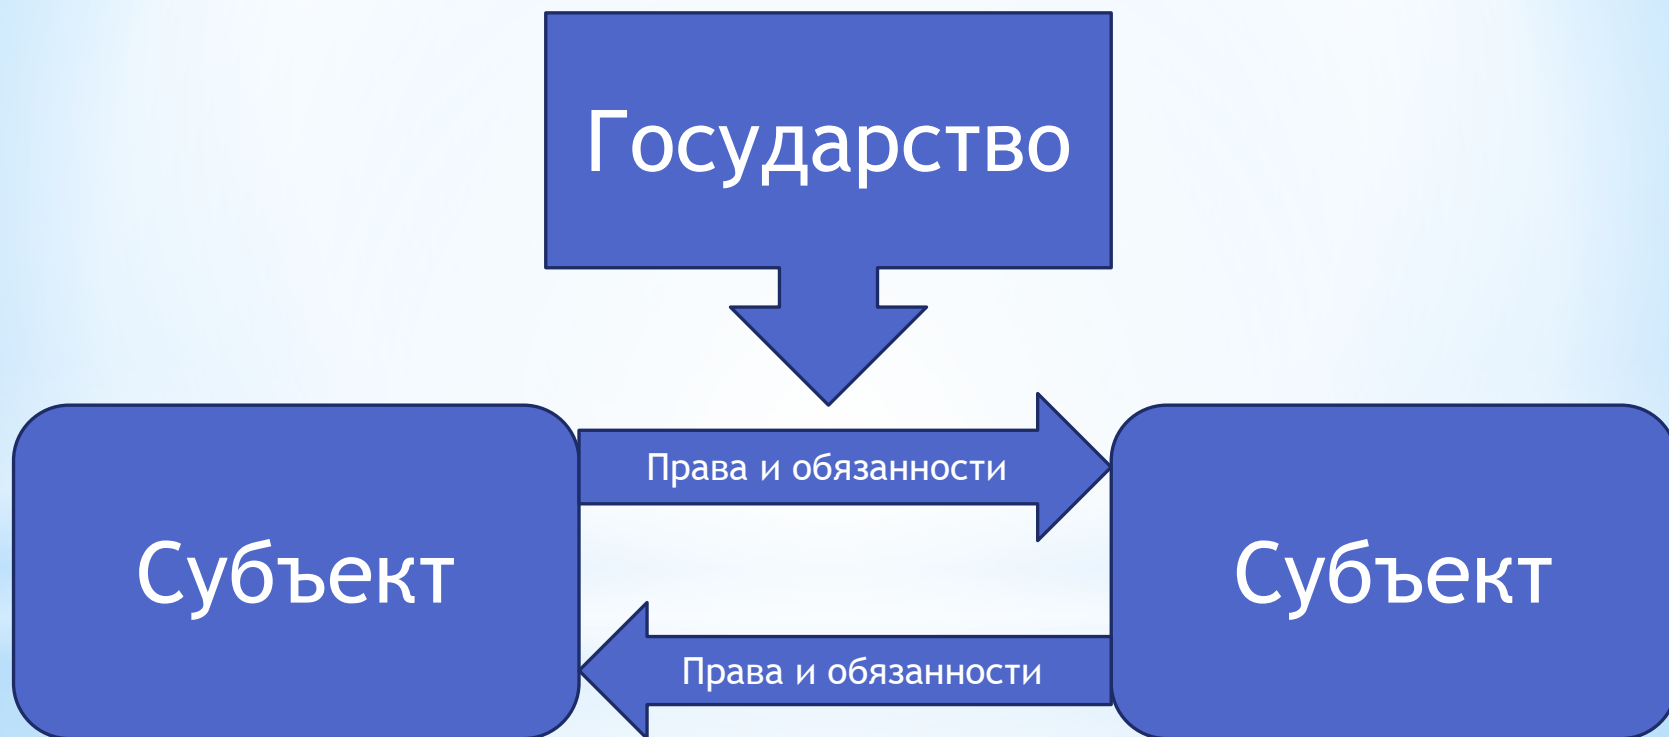 Государство
Права и обязанности
Субъект
Субъект
Права и обязанности